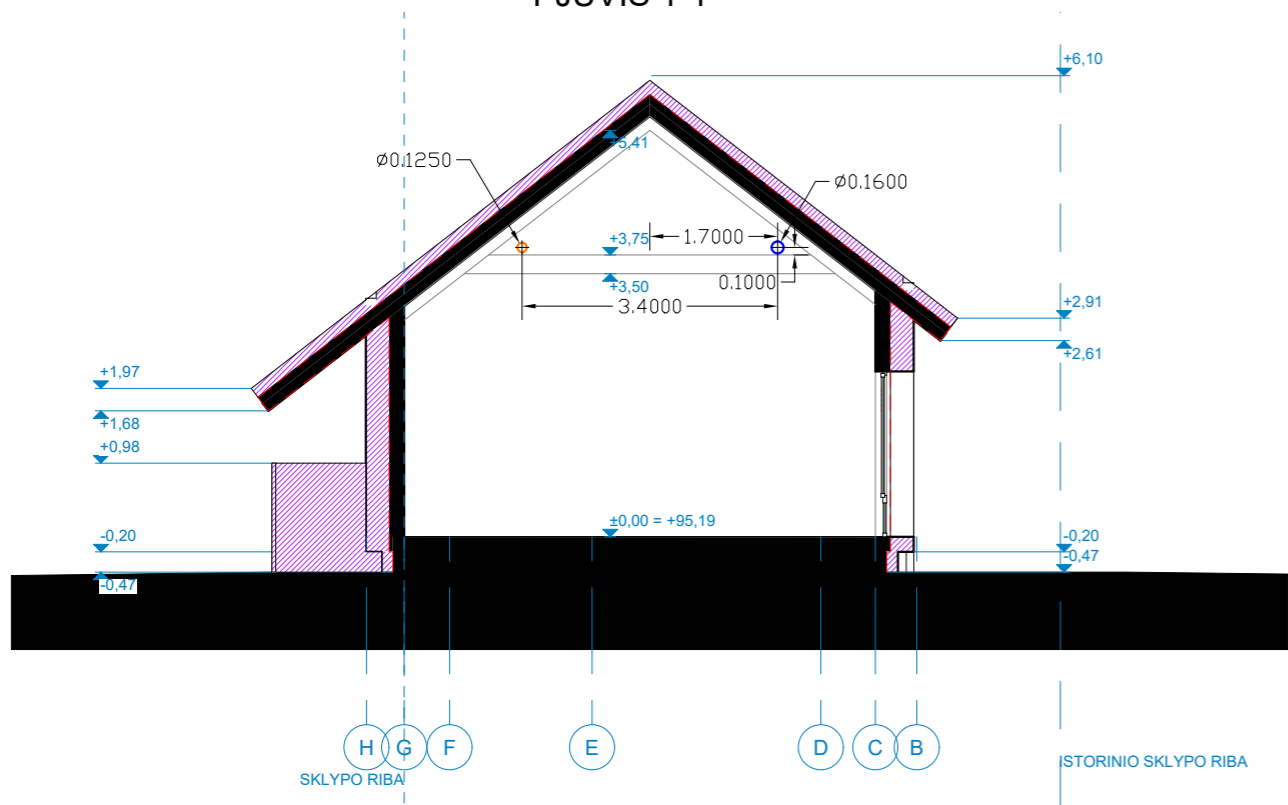 +6,10
+5,41
ø0.1250
ø0.1600
+3,75
1.7000
+3,50
0.1000
3.4000
+2,91
+2,61
+1,97
+1,68
+0,98
±0,00 = +95,19
-0,20
-0,47
-0,20
-0,47
H G F E D C B
SKLYPO RIBA
ISTORINIO SKLYPO RIBA